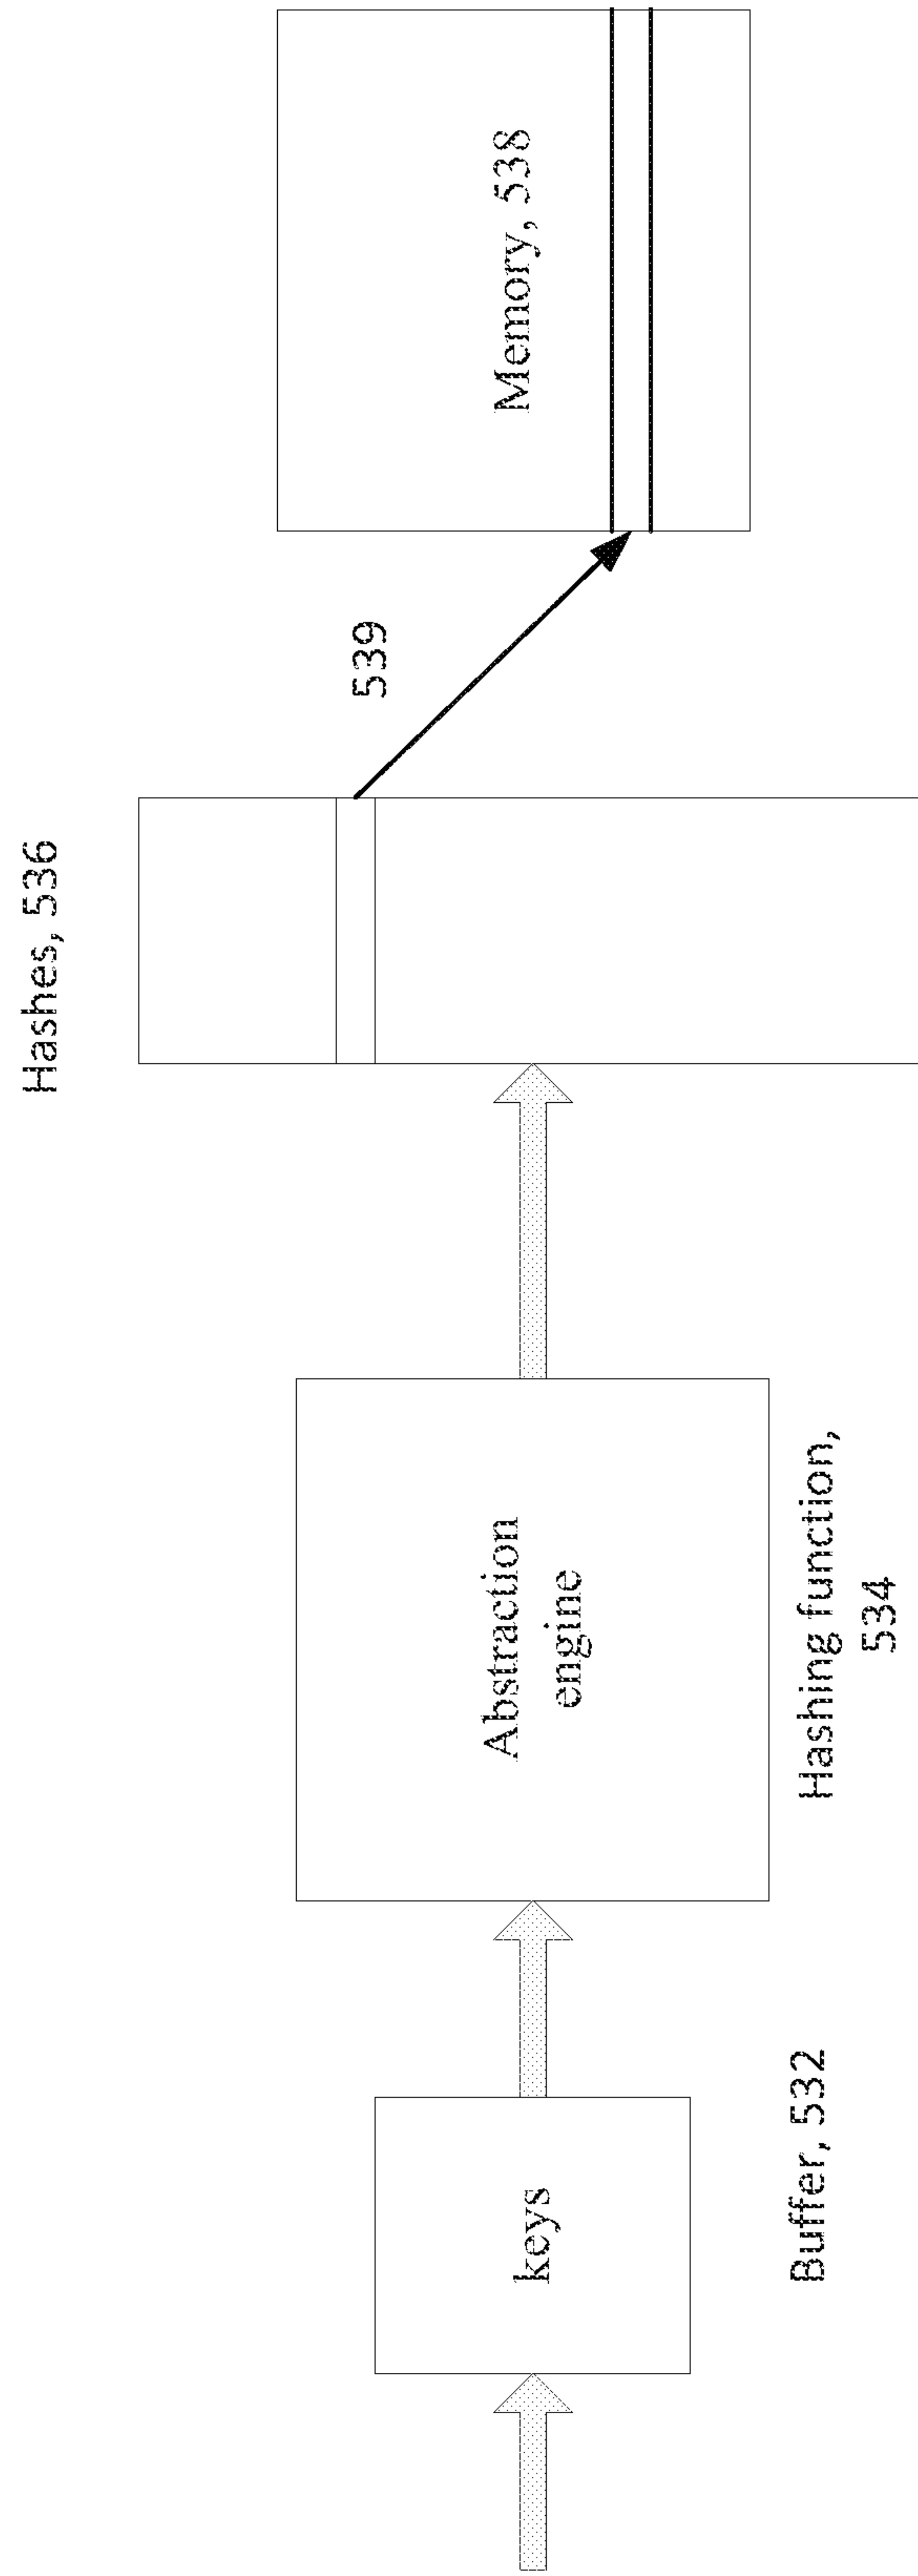 keys
Buffer, 532
Abstraction
engine
Hashing function,
534
Hashes, 536
539
Memory, 538